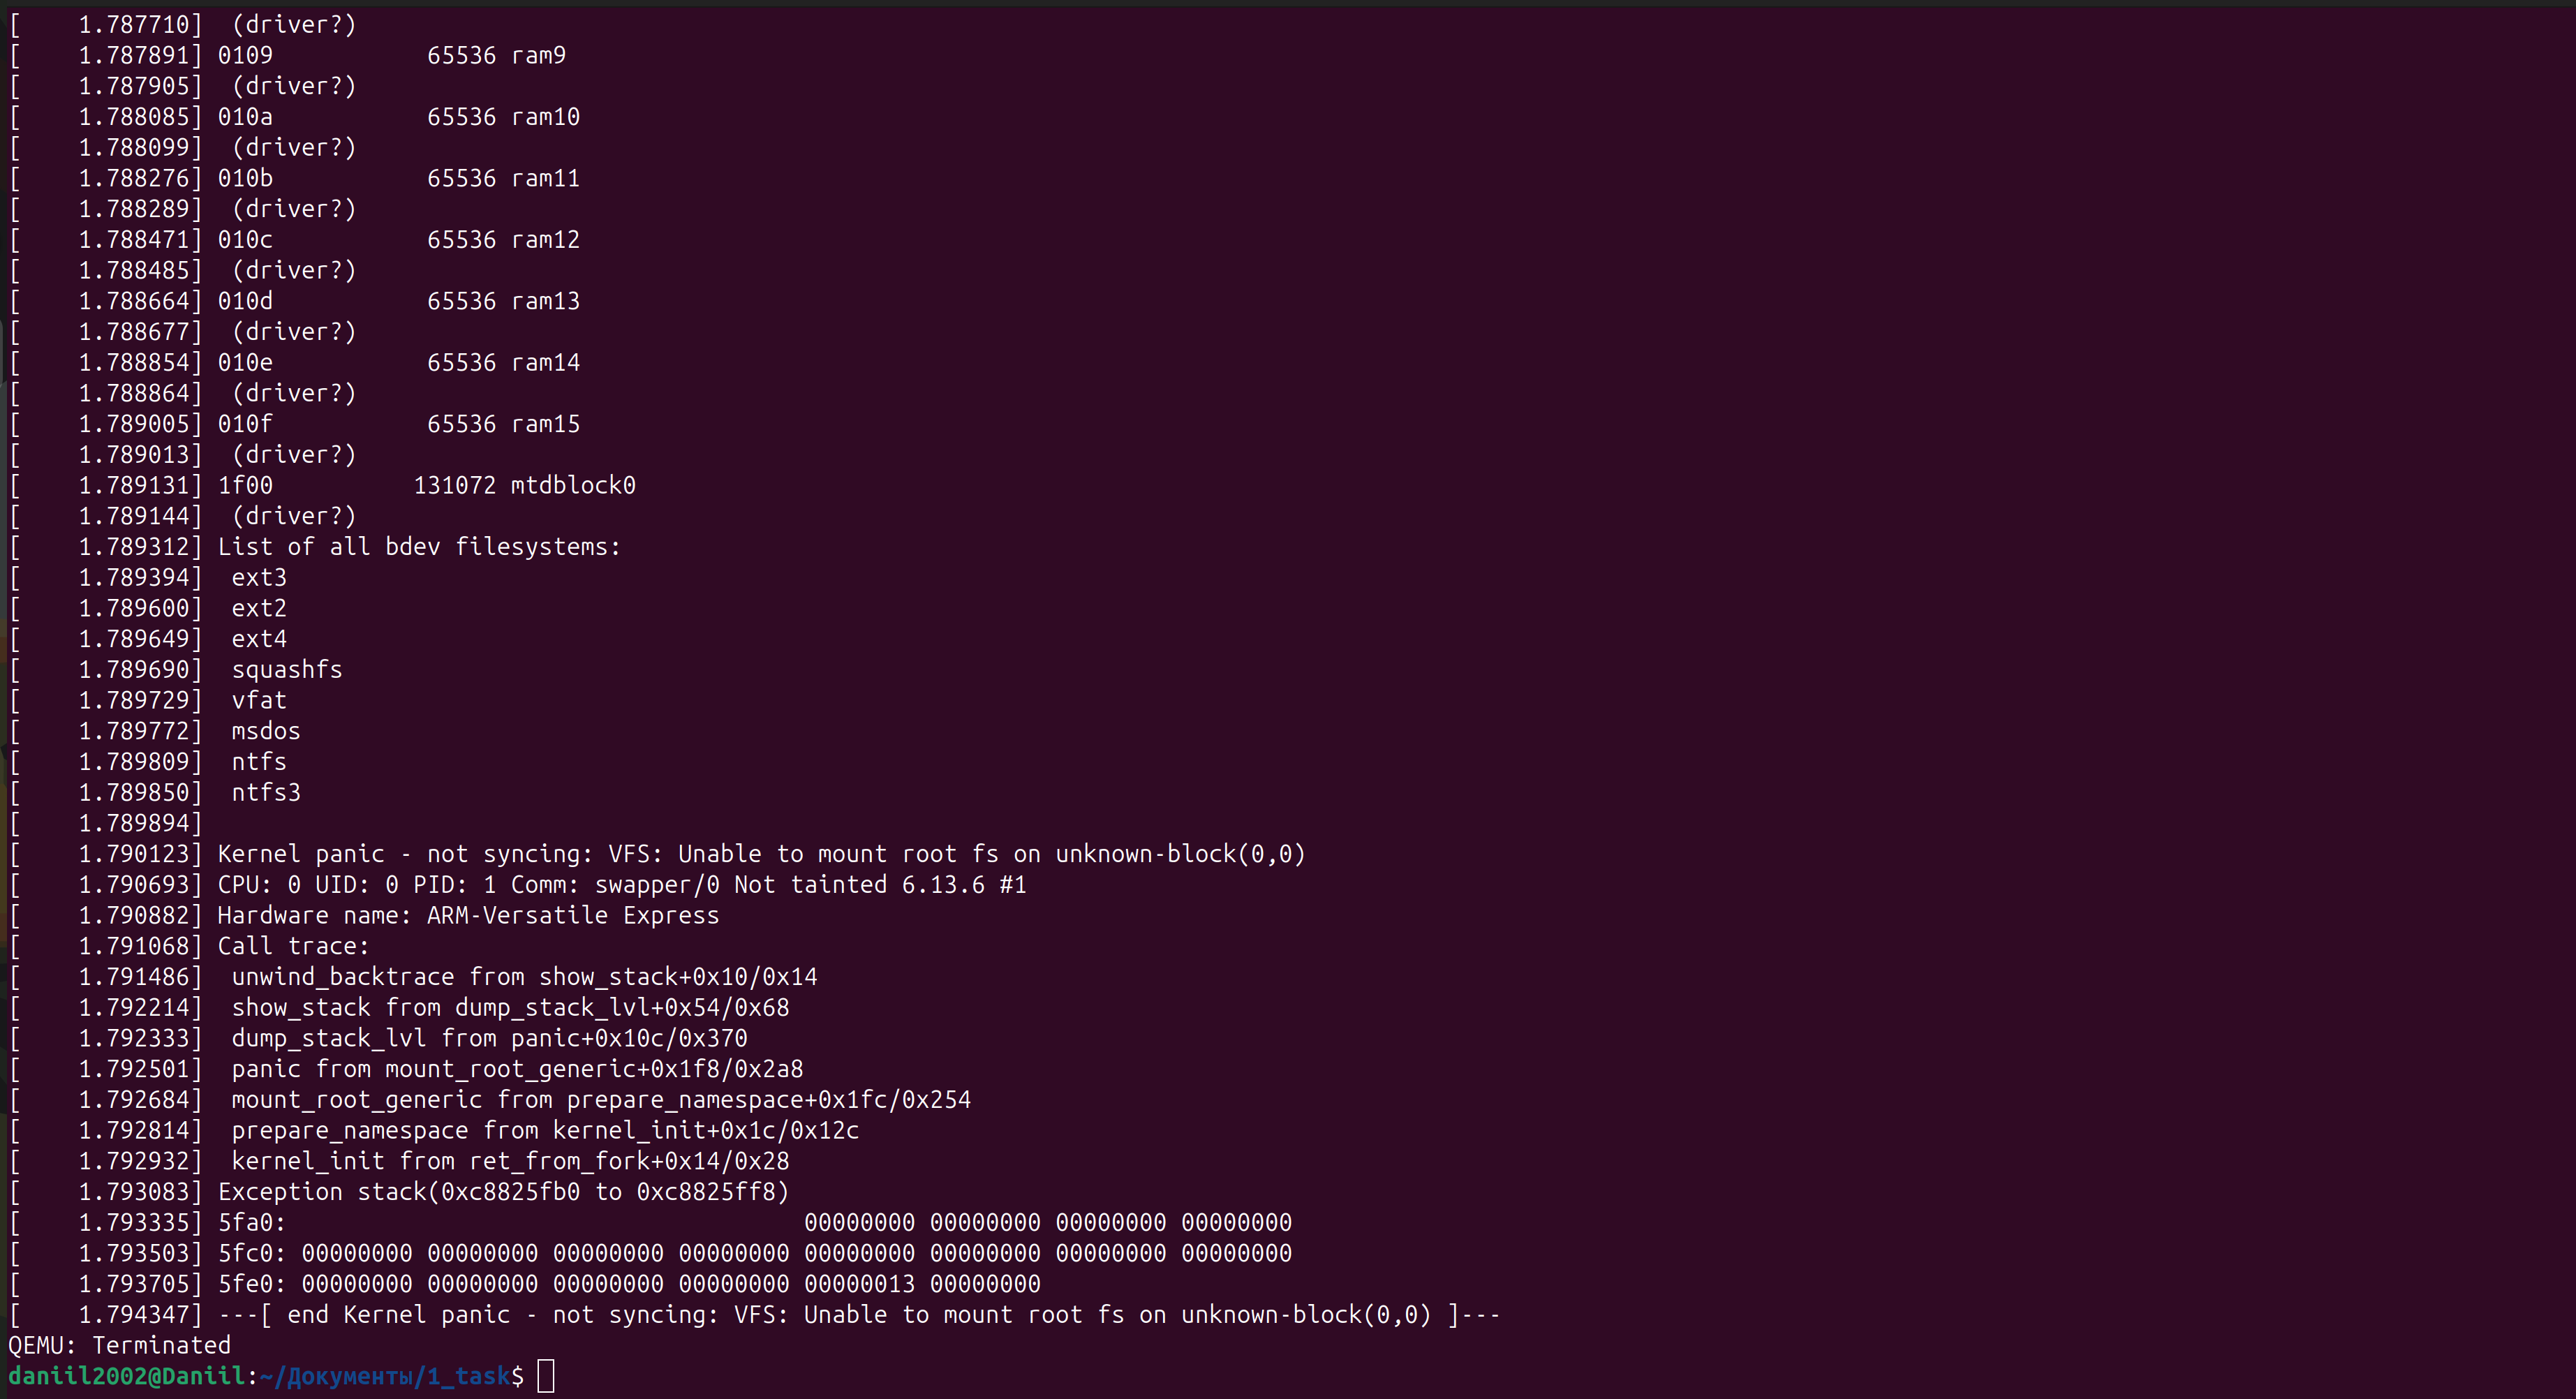 [    1.787710]  (driver?)
[    1.787891] 0109           65536 ram9
[    1.787905]  (driver?)
[    1.788085] 010a           65536 ram10
[    1.788099]  (driver?)
[    1.788276] 010b           65536 ram11
[    1.788289]  (driver?)
[    1.788471] 010c           65536 ram12
[    1.788485]  (driver?)
[    1.788664] 010d           65536 ram13
[    1.788677]  (driver?)
[    1.788854] 010e           65536 ram14
[    1.788864]  (driver?)
[    1.789005] 010f           65536 ram15
[    1.789013]  (driver?)
[    1.789131] 1f00          131072 mtdblock0
[    1.789144]  (driver?)
[    1.789312] List of all bdev filesystems:
[    1.789394]  ext3
[    1.789600]  ext2
[    1.789649]  ext4
[    1.789690]  squashfs
[    1.789729]  vfat
[    1.789772]  msdos
[    1.789809]  ntfs
[    1.789850]  ntfs3
[    1.789894]
[    1.790123] Kernel panic - not syncing: VFS: Unable to mount root fs on unknown-block(0,0)
[    1.790693] CPU: 0 UID: 0 PID: 1 Comm: swapper/0 Not tainted 6.13.6 #1
[    1.790882] Hardware name: ARM-Versatile Express
[    1.791068] Call trace:
[    1.791486]  unwind_backtrace from show_stack+0x10/0x14
[    1.792214]  show_stack from dump_stack_lvl+0x54/0x68
[    1.792333]  dump_stack_lvl from panic+0x10c/0x370
[    1.792501]  panic from mount_root_generic+0x1f8/0x2a8
[    1.792684]  mount_root_generic from prepare_namespace+0x1fc/0x254
[    1.792814]  prepare_namespace from kernel_init+0x1c/0x12c
[    1.792932]  kernel_init from ret_from_fork+0x14/0x28
[    1.793083] Exception stack(0xc8825fb0 to 0xc8825ff8)
[    1.793335] 5fa0:                                     00000000 00000000 00000000 00000000
[    1.793503] 5fc0: 00000000 00000000 00000000 00000000 00000000 00000000 00000000 00000000
[    1.793705] 5fe0: 00000000 00000000 00000000 00000000 00000013 00000000
[    1.794347] ---[ end Kernel panic - not syncing: VFS: Unable to mount root fs on unknown-block(0,0) ]---
QEMU: Terminated
daniil2002@Daniil:~/Документы/1_task$